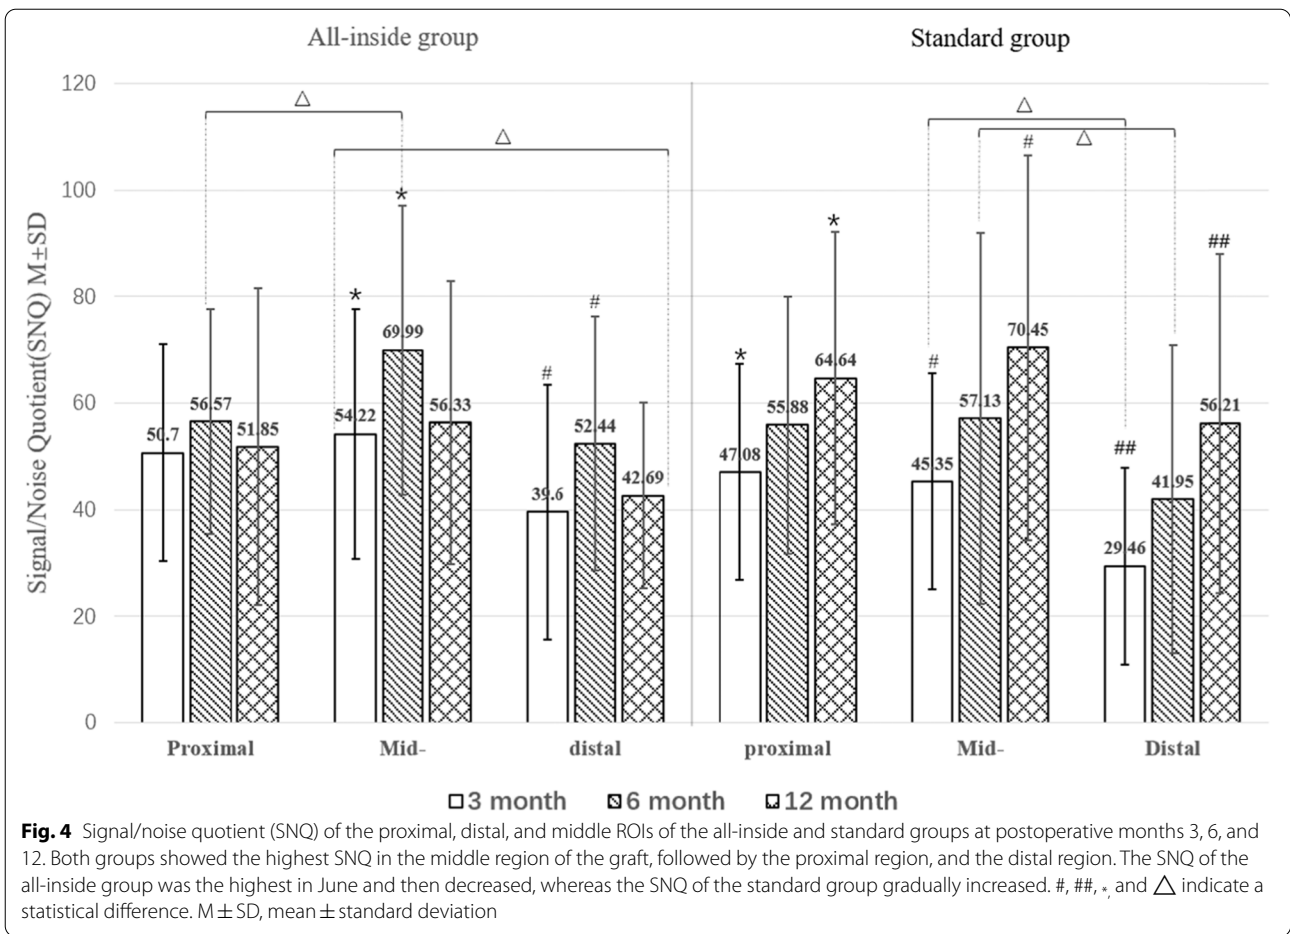 All-inside group Standard group
120
100
80
60
40
20
0
Signal/Noise Quotient(SNQ) M±SD
△ △ △ △
* * # * * # # ## ##
50.7 56.57 51.85 54.22 69.99 56.33 39.6 52.44 42.69 47.08 55.88 64.64 45.35 57.13 70.45 29.46 41.95 56.21
Proximal Mid- distal proximal Mid- Distal
3 month 6 month 12 month
Fig. 4 Signal/noise quotient (SNQ) of the proximal, distal, and middle ROIs of the all-inside and standard groups at postoperative months 3, 6, and
12. Both groups showed the highest SNQ in the middle region of the graft, followed by the proximal region, and the distal region. The SNQ of the
all-inside group was the highest in June and then decreased, whereas the SNQ of the standard group gradually increased. #, ##, *, and △ indicate a
statistical difference. M ± SD, mean ± standard deviation